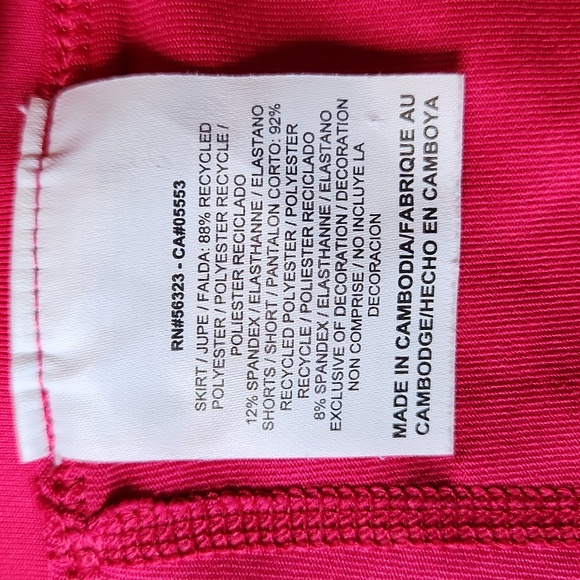 RN#56323 - CA#05553
SKIRT / JUPE / FALDA: 88% RECYCLED
POLYESTER / POLYESTER RECYCLE /
POLIESTER RECICLADO
12% SPANDEX / ELASTHANNE / ELASTANO
SHORTS / SHORT / PANTALON CORTO: 92%
RECYCLED POLYESTER / POLYESTER
RECYCLE / POLIESTER RECICLADO
8% SPANDEX / ELASTHANNE / ELASTANO
EXCLUSIVE OF DECORATION / DECORATION
NON COMPRISE / NO INCLUYE LA
DECORACION
MADE IN CAMBODIA/FABRIQUE AU
CAMBODGE/HECHO EN CAMBOYA